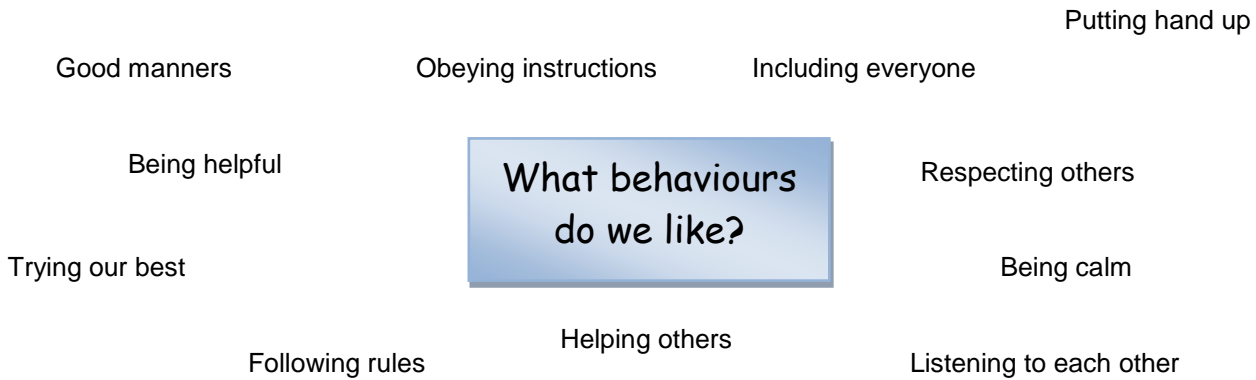 Putting hand up
Good manners
Obeying instructions
Including everyone
Being helpful
What behaviours
do we like?
Respecting others
Trying our best
Being calm
Helping others
Following rules
Listening to each other